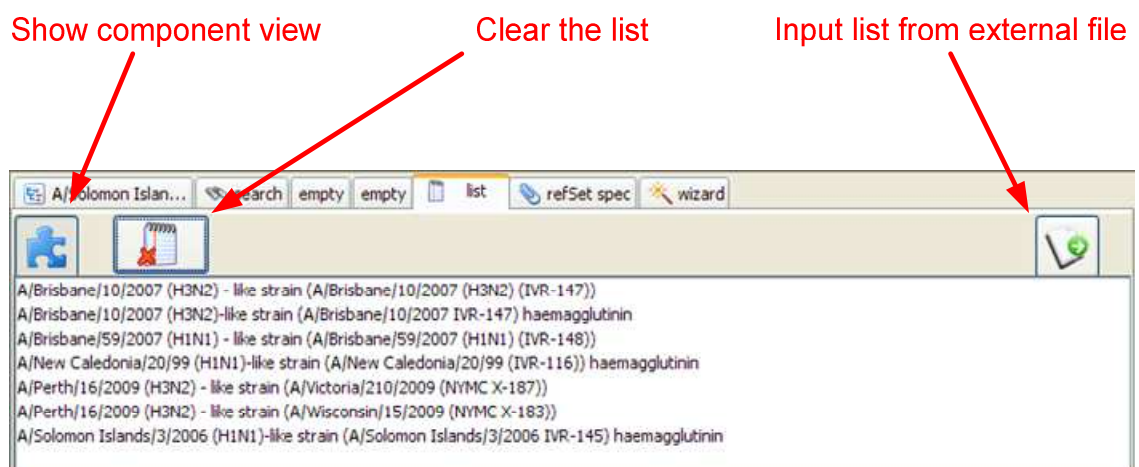 Show component view Clear the list Input list from external file
A/Solomon Islan... search empty empty list refSet spec wizard
A/Brisbane/10/2007 (H3N2) - like strain (A/Brisbane/10/2007 (H3N2) (IVR-147))
A/Brisbane/10/2007 (H3N2)-like strain (A/Brisbane/10/2007 IVR-147) haemagglutinin
A/Brisbane/59/2007 (H1N1) - like strain (A/Brisbane/59/2007 (H1N1) (IVR-148))
A/New Caledonia/20/99 (H1N1)-like strain (A/New Caledonia/20/99 (IVR-116)) haemagglutinin
A/Perth/16/2009 (H3N2) - like strain (A/Victoria/210/2009 (NYMC X-187))
A/Perth/16/2009 (H3N2) - like strain (A/Wisconsin/15/2009 (NYMC X-183))
A/Solomon Islands/3/2006 (H1N1)-like strain (A/Solomon Islands/3/2006 IVR-145) haemagglutinin